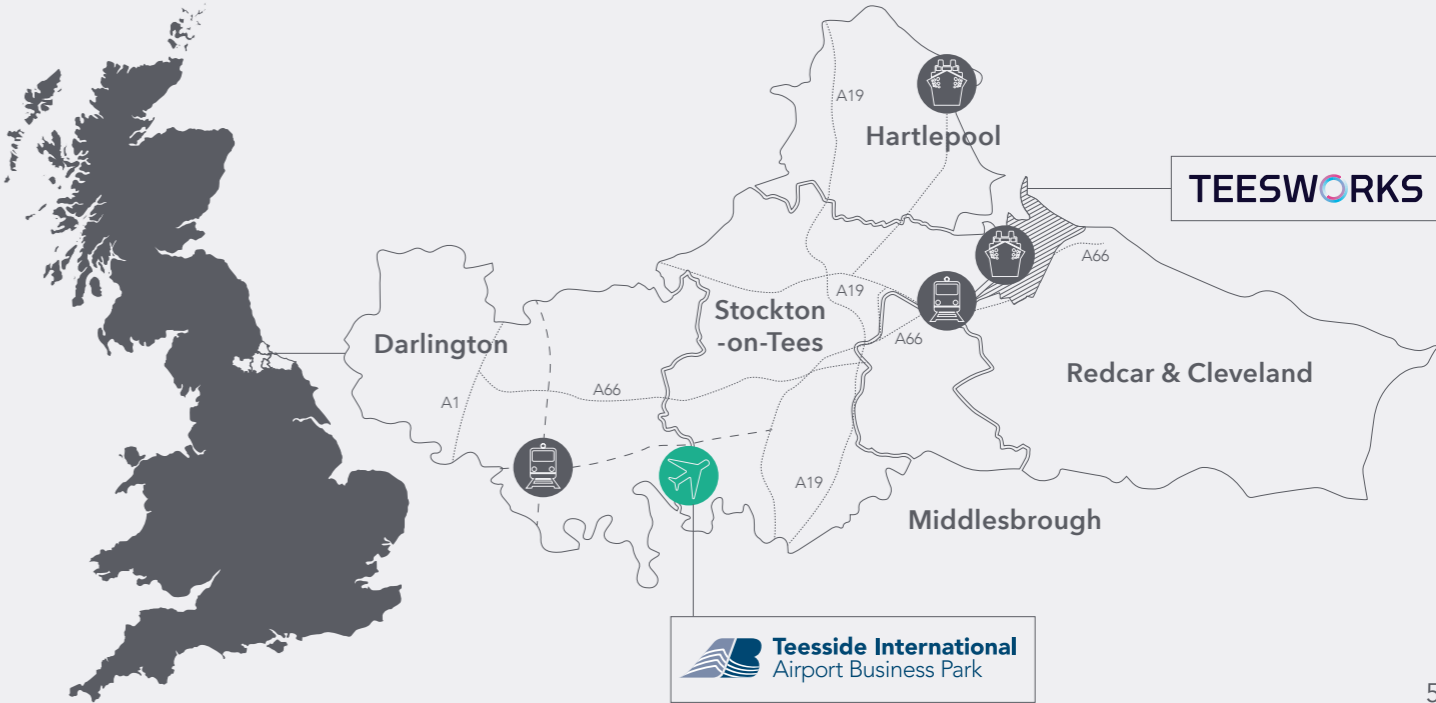 A19
Hartlepool
TEESWORKS
A66
A19
Stockton
-on-Tees
A66
Darlington
Redcar & Cleveland
A66
A1
A19
Middlesbrough
Teesside International
Airport Business Park
5